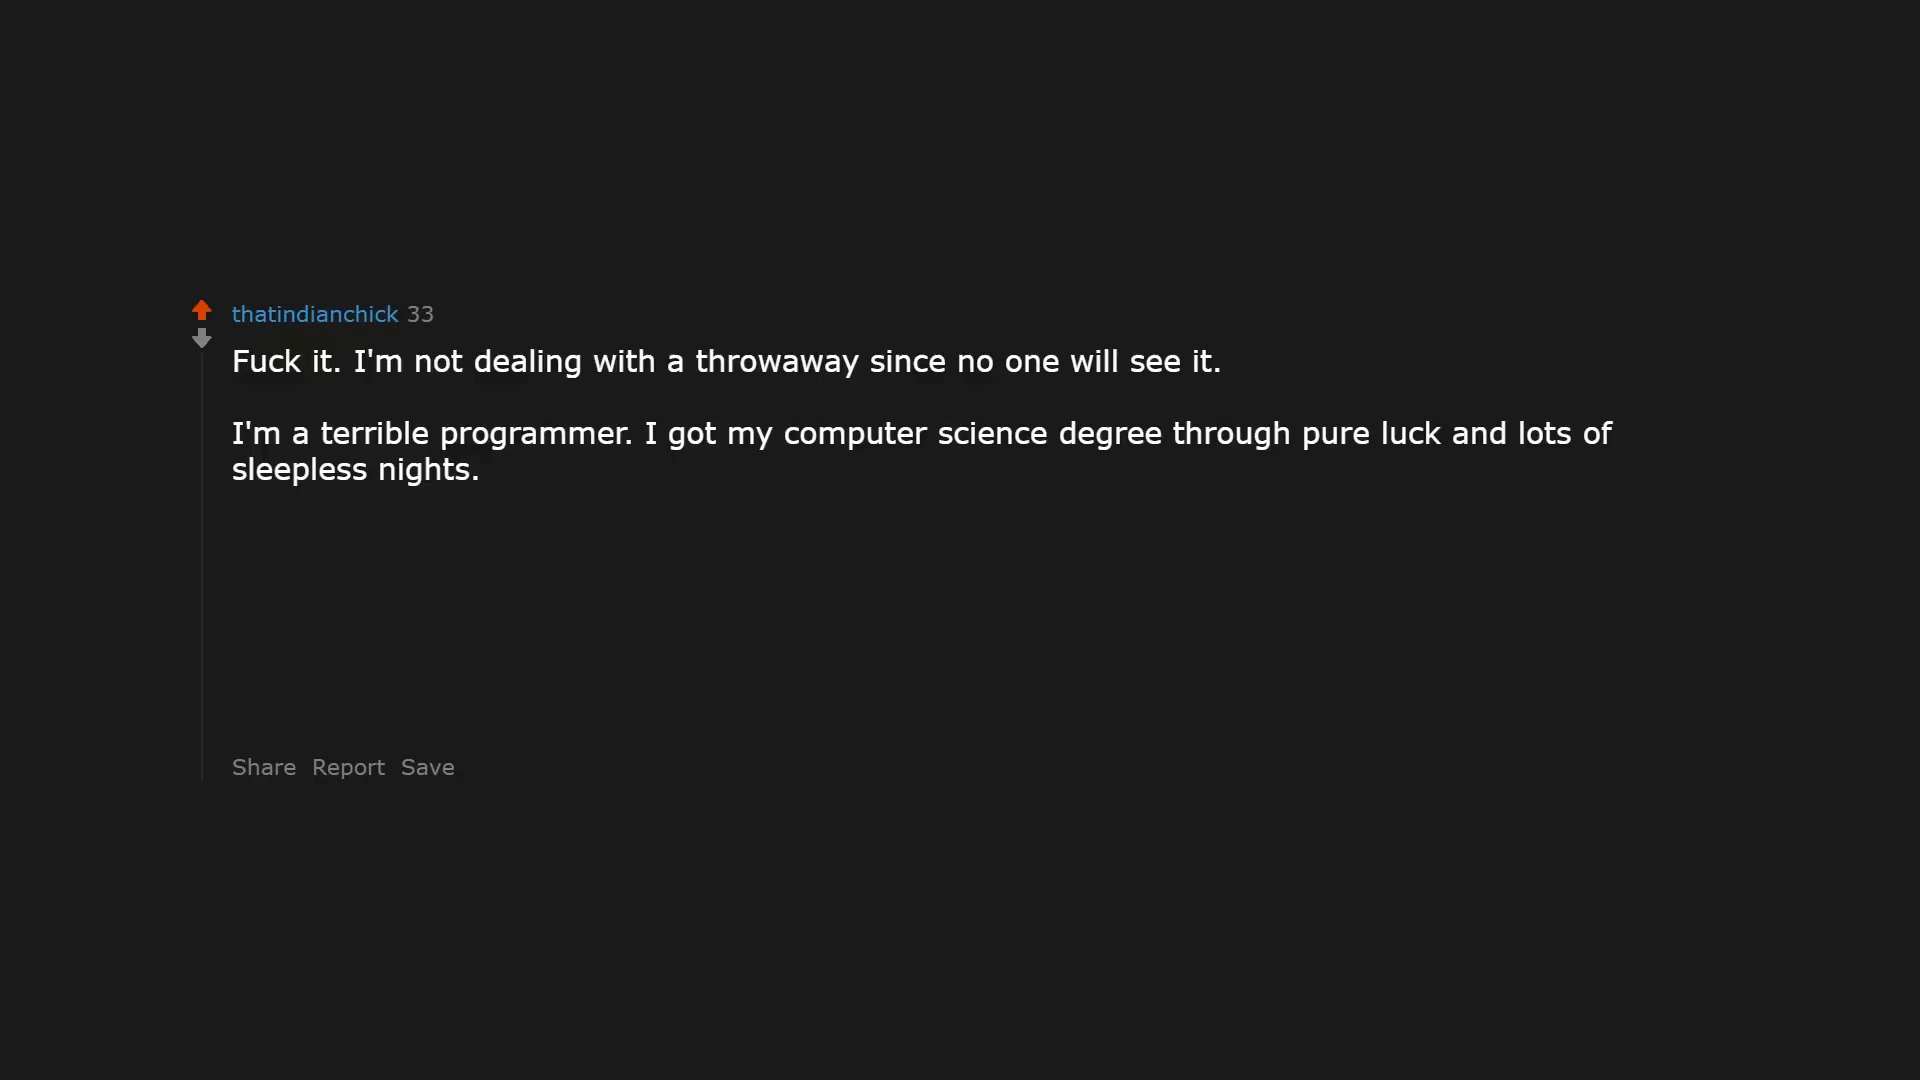 thatindianchick 33
Fuck it. I'm not dealing with a throwaway since no one will see it.
I'm a terrible programmer. I got my computer science degree through pure luck and lots of
sleepless nights.
Share Report Save